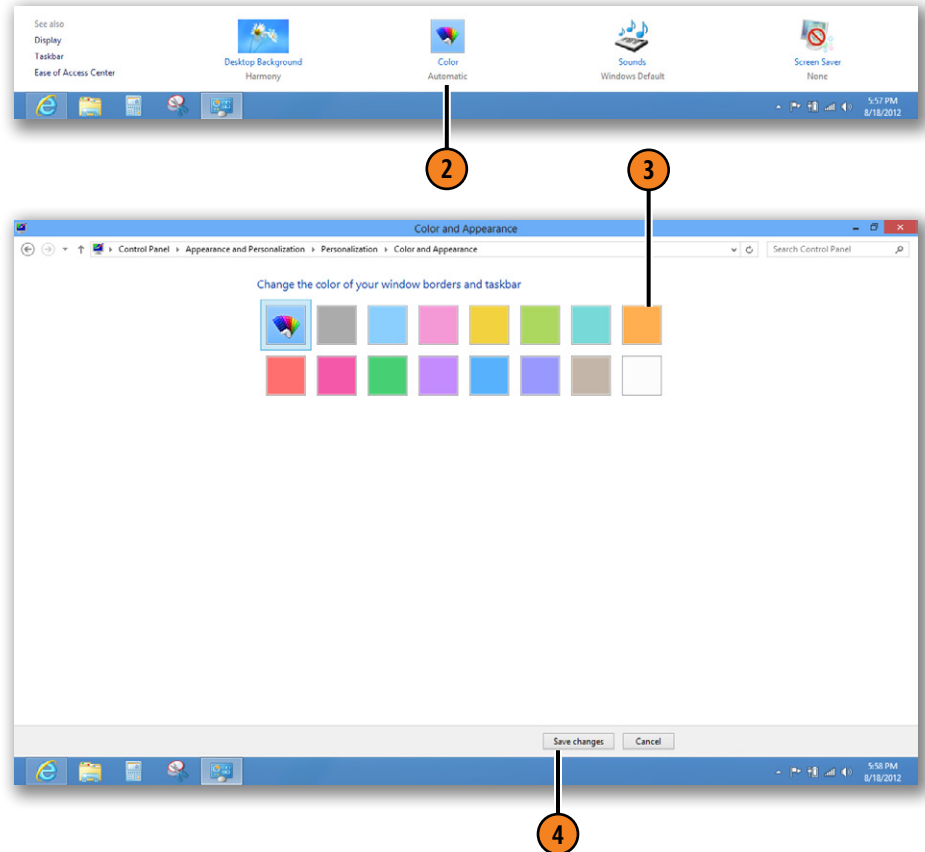 See also
Display
Taskbar
Ease of Access Center
Desktop Background
Harmony
Color
Automatic
Sounds
Windows Default
Screen Saver
None
5:57 PM
8/18/2012
2
3
Color and Appearance
Control Panel ▸ Appearance and Personalization ▸ Personalization ▸ Color and Appearance
Search Control Panel
Change the color of your window borders and taskbar
Save changes
Cancel
5:58 PM
8/18/2012
4